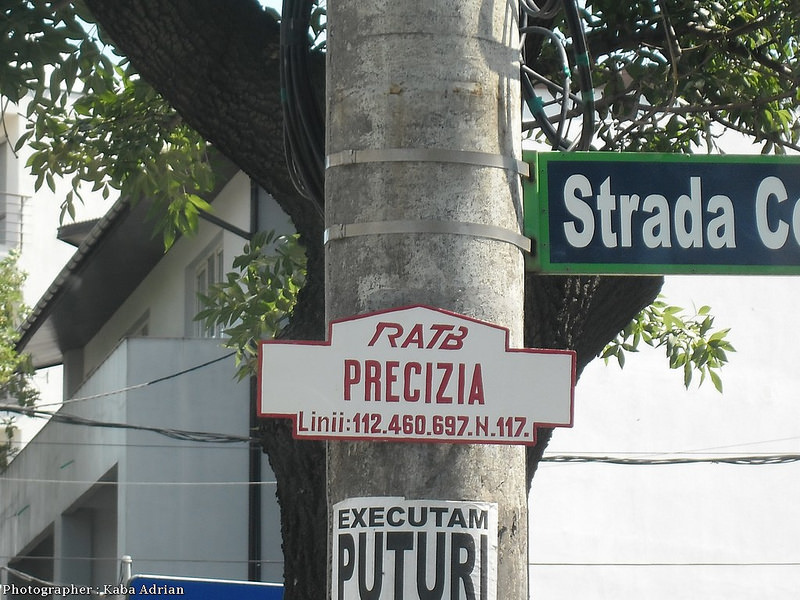 Strada
RATB
PRECIZIA
Linii:112.460.697.N.117.
EXECUTAM
PUTURI
Photographer : Kaba Adrian